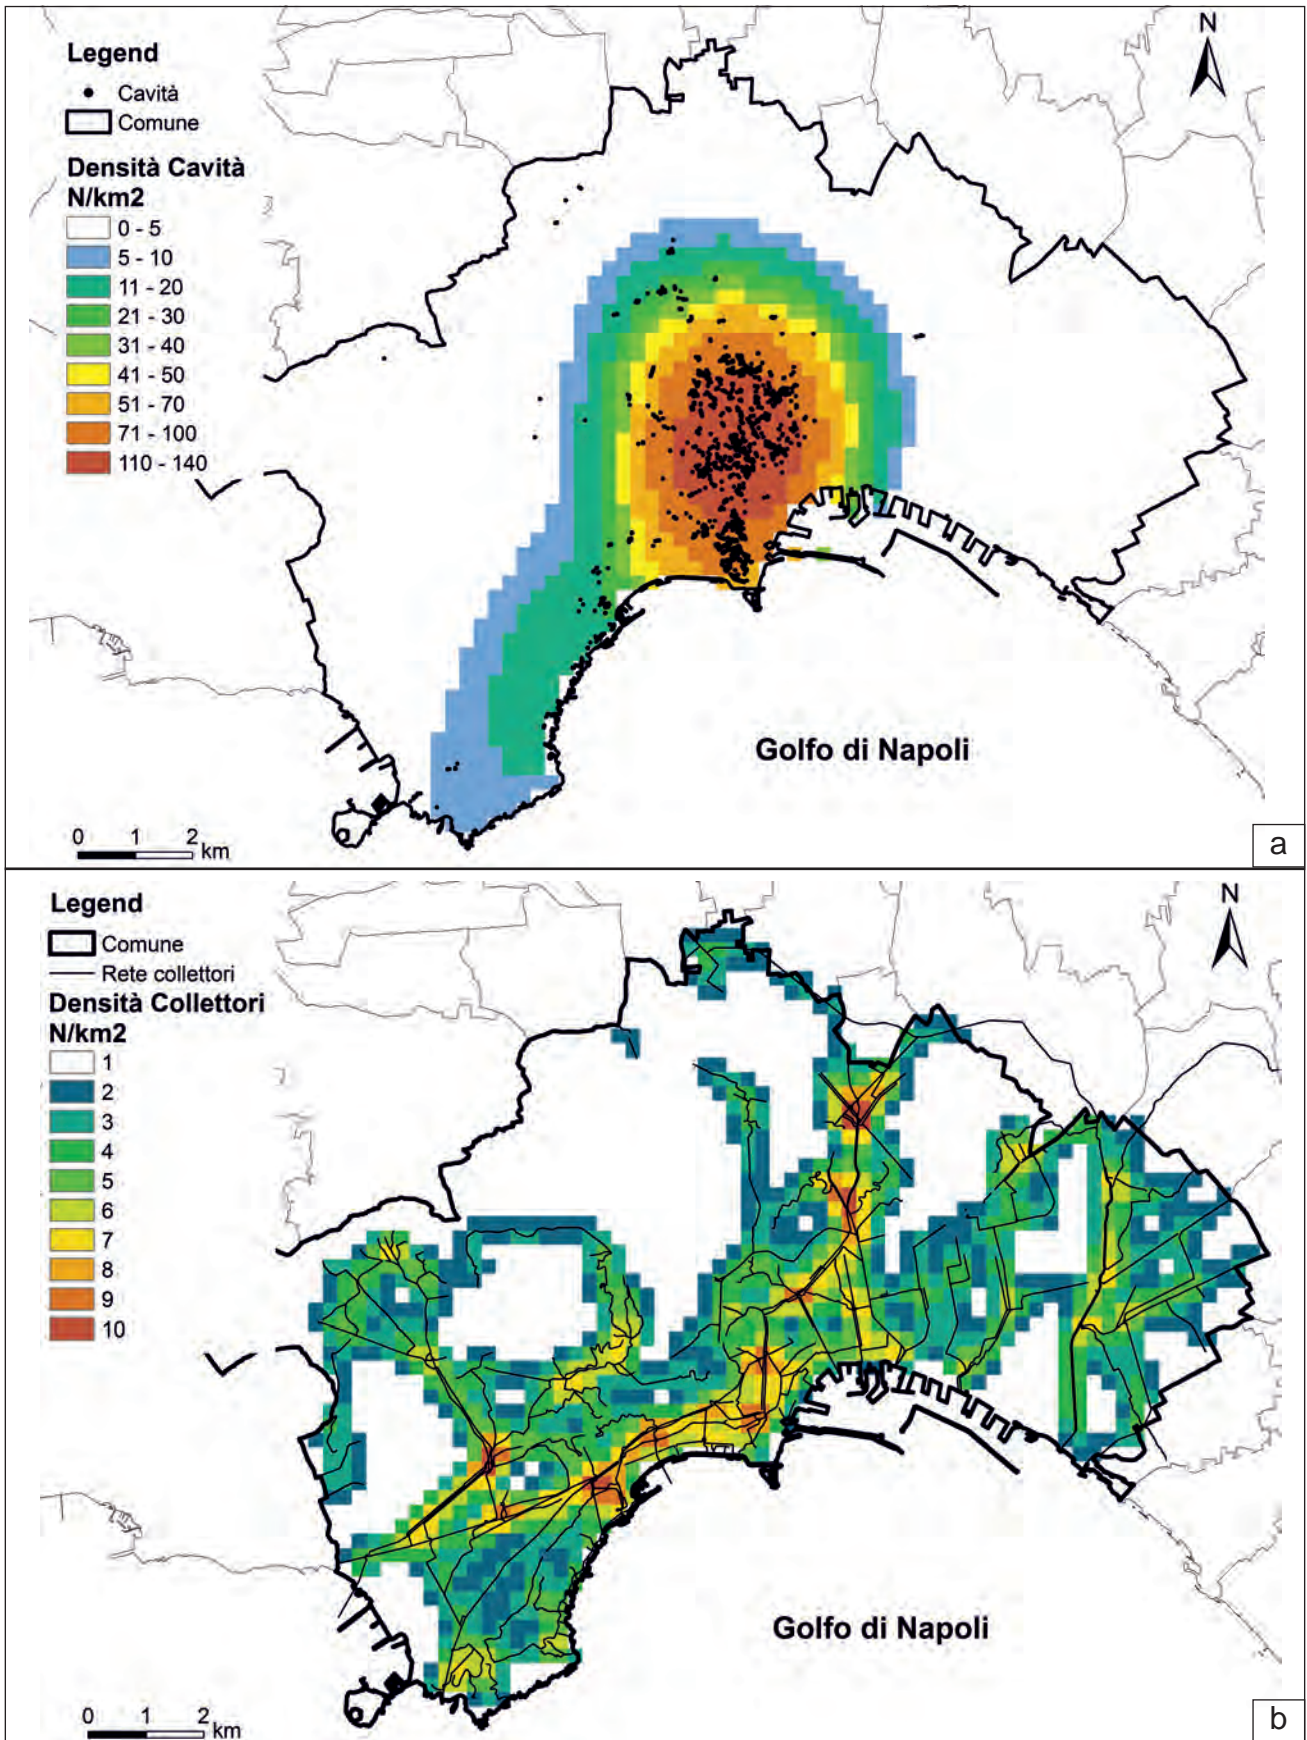 Legend
Cavità
Comune
Densità Cavità
N/km2
0 - 5
5 - 10
11 - 20
21 - 30
31 - 40
41 - 50
51 - 70
71 - 100
110 - 140
N
Golfo di Napoli
0 1 2
km
a
Legend
Comune
Rete collettori
Densità Collettori
N/km2
1
2
3
4
5
6
7
8
9
10
N
Golfo di Napoli
0 1 2
km
b